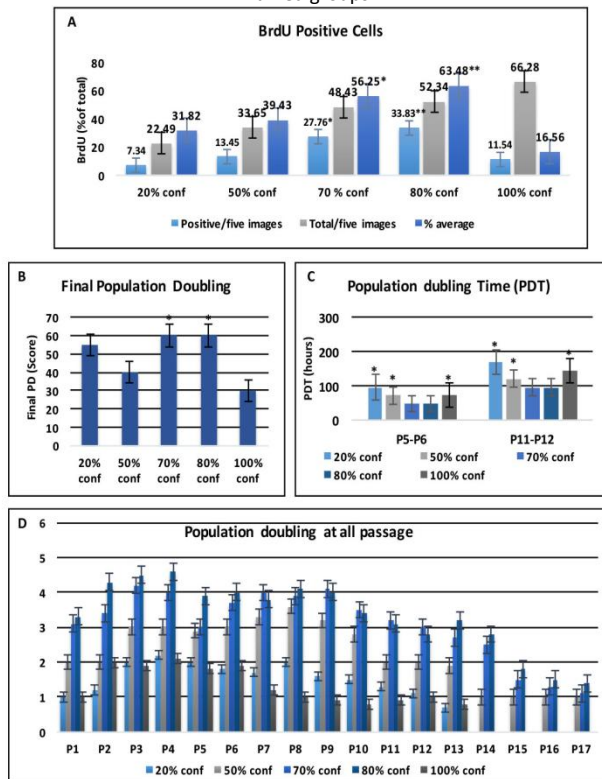 A
BrdU Positive Cells
BrdU (%of total)
80
60
40
20
0
7.34
22.49
31.82
13.45
33.65
39.43
27.76*
48.43
56.25*
33.83**
52.34
63.48**
11.54
66.28
16.56
20% conf
50% conf
70 % conf
80% conf
100% conf
Positive/five images
Total/five images
% average
B
Final Population Doubling
Final PD (Score)
70
60
50
40
30
20
10
0
*
*
20% conf
50% conf
70% conf
80% conf
100% conf
C
Population dubling Time (PDT)
PDT (hours)
300
200
100
0
*
*
*
*
*
*
P5-P6
P11-P12
20% conf
50% conf
70% conf
80% conf
100% conf
D
Population doubling at all passage
6
5
4
3
2
1
0
P1
P2
P3
P4
P5
P6
P7
P8
P9
P10
P11
P12
P13
P14
P15
P16
P17
20% conf
50% conf
70% conf
80% conf
100% conf